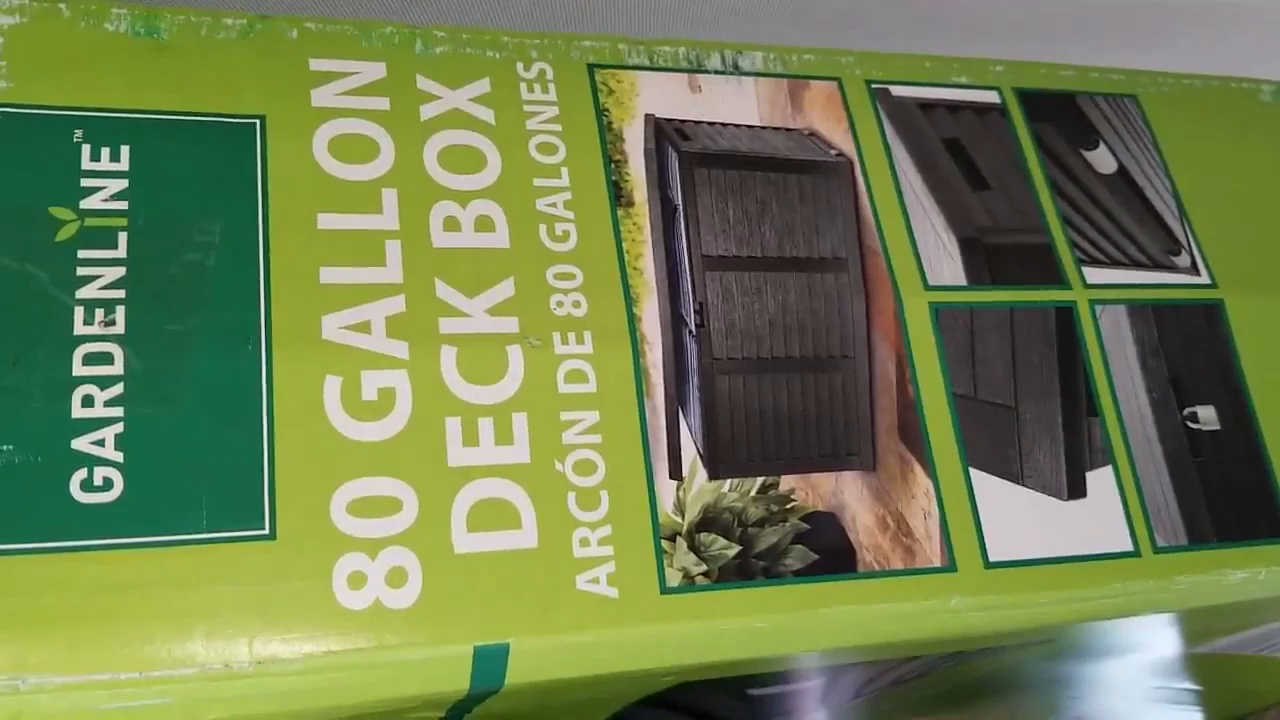 GARDENLiNE™
80 GALLON
DECK BOX
ARCÓN DE 80 GALONES